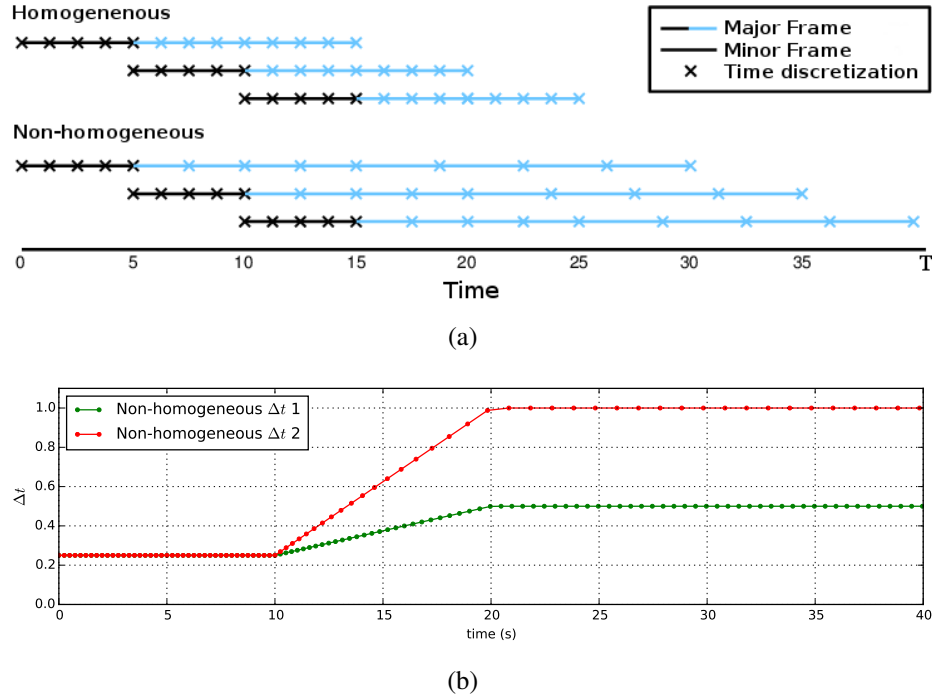 Homogenenous
Major Frame
Minor Frame
Time discretization
Non-homogeneous
0 5 10 15 20 25 30 35 T
Time
(a)
Non-homogeneous Δt 1
Non-homogeneous Δt 2
1.0
0.8
0.6
0.4
0.2
0.0
Δt
0 5 10 15 20 25 30 35 40
time (s)
(b)